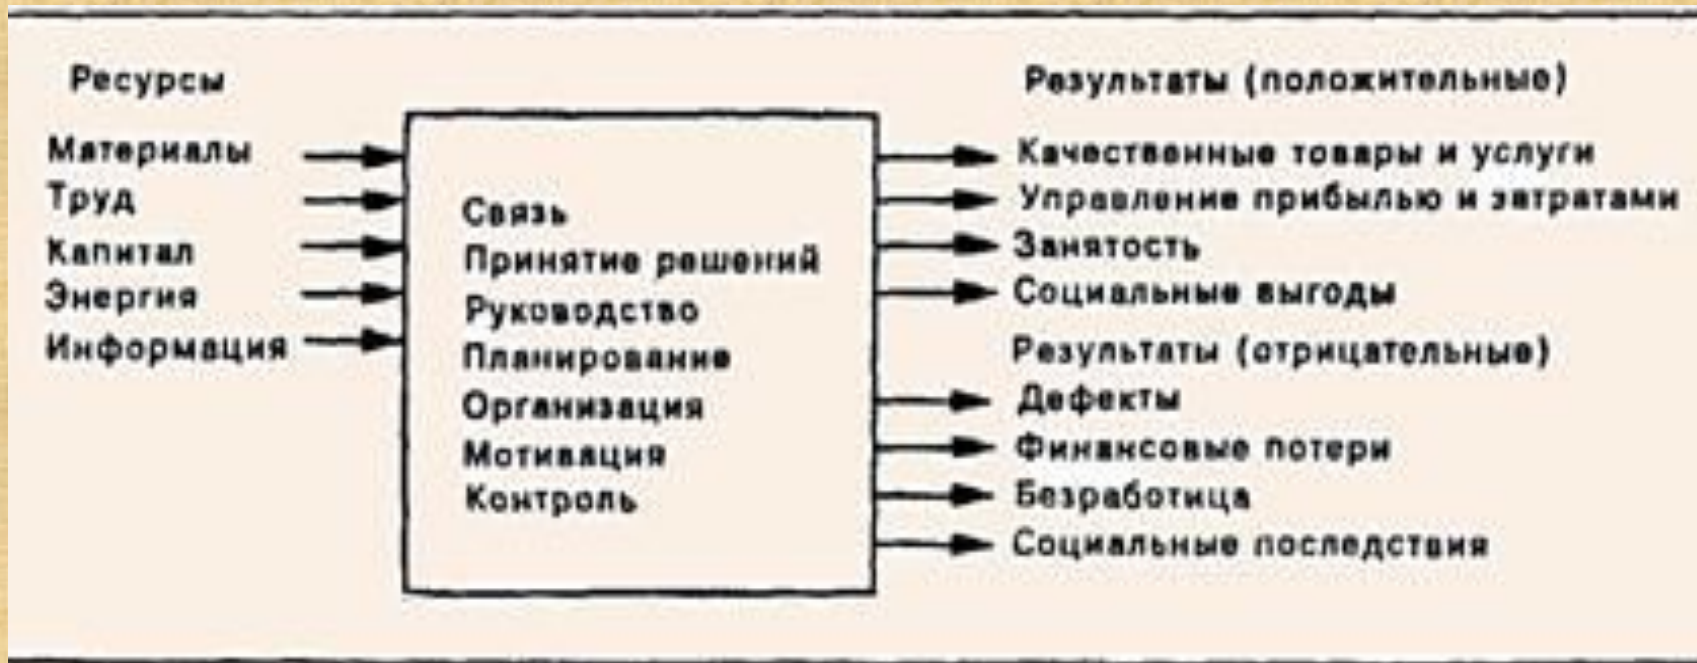 Ресурсы
Материалы
Труд
Капитал
Энергия
Информация
Связь
Принятие решений
Руководство
Планирование
Организация
Мотивация
Контроль
Результаты (положительные)
Качественные товары и услуги
Управление прибылью и затратами
Занятость
Социальные выгоды
Результаты (отрицательные)
Дефекты
Финансовые потери
Безработица
Социальные последствия